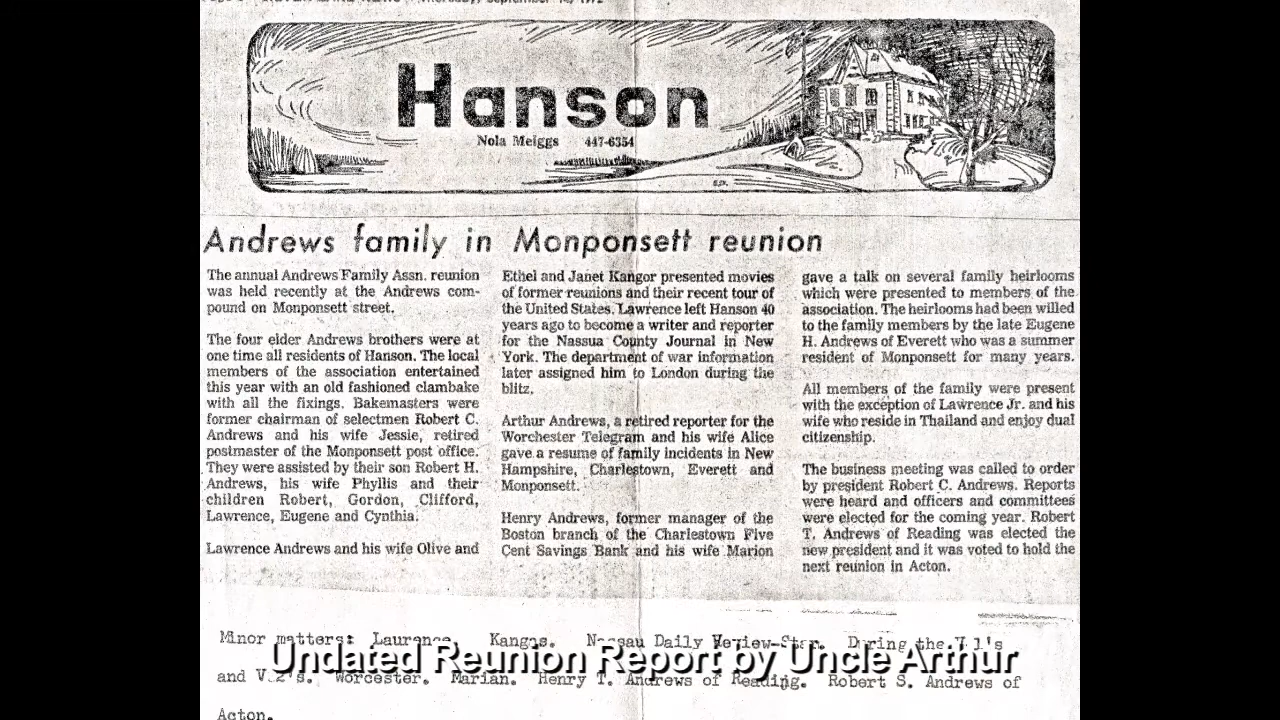 Thursday, September 14, 1972
Hanson
Nola Meiggs 447-6354
Andrews family in Monponsett reunion
The annual Andrews Family Assn. reunion
was held recently at the Andrews com-
pound on Monponsett street.
The four elder Andrews brothers were at
one time all residents of Hanson. The local
members of the association entertained
this year with an old fashioned clambake
with all the fixings. Bakemasters were
former chairman of selectmen Robert C.
Andrews and his wife Jessie, retired
postmaster of the Monponsett post office.
They were assisted by their son Robert H.
Andrews, his wife Phyllis and their
children Robert, Gordon, Clifford,
Lawrence, Eugene and Cynthia.
Lawrence Andrews and his wife Olive and
Ethel and Janet Kangor presented movies
of former reunions and their recent tour of
the United States. Lawrence left Hanson 40
years ago to become a writer and reporter
for the Nassua County Journal in New
York. The department of war information
later assigned him to London during the
blitz.
Arthur Andrews, a retired reporter for the
Worchester Telegram and his wife Alice
gave a resume of family incidents in New
Hampshire, Charlestown, Everett and
Monponsett.
Henry Andrews, former manager of the
Boston branch of the Charlestown Five
Cent Savings Bank and his wife Marion
gave a talk on several family heirlooms
which were presented to members of the
association. The heirlooms had been willed
to the family members by the late Eugene
H. Andrews of Everett who was a summer
resident of Monponsett for many years.
All members of the family were present
with the exception of Lawrence Jr. and his
wife who reside in Thailand and enjoy dual
citizenship.
The business meeting was called to order
by president Robert C. Andrews. Reports
were heard and officers and committees
were elected for the coming year. Robert
T. Andrews of Reading was elected the
new president and it was voted to hold the
next reunion in Acton.
Minor matters: Laurence. Kangas. Nassau Daily Review-Star. During the V 1's
Undated Reunion Report by Uncle Arthur
and V 2's. Worcester. Marian. Henry T. Andrews of Reading. Robert S. Andrews of
Acton.